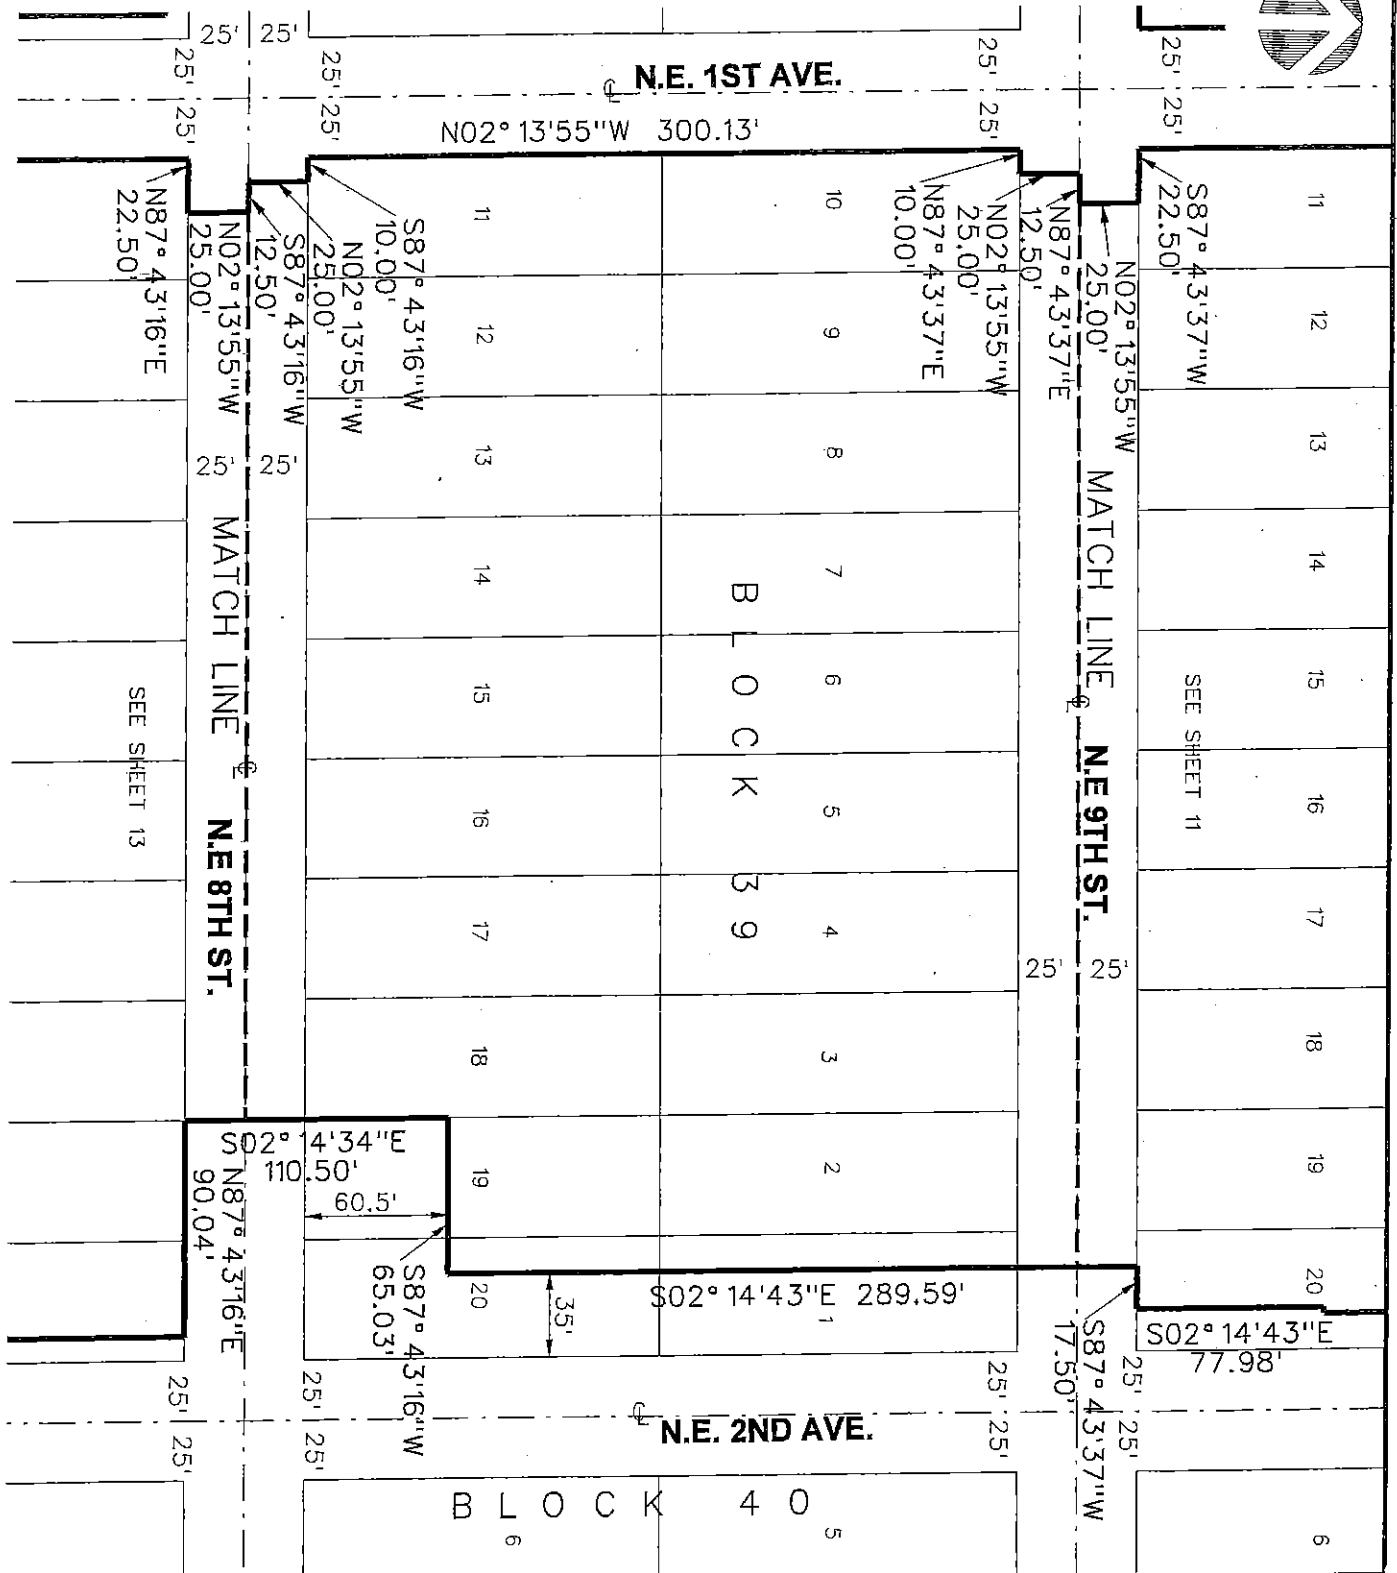 25' 25'
25' 25' 25' 25'
N.E. 1ST AVE.
25' 25' 25' 25'
N02°13'55"W 300.13'
N87°43'16"E
22.50'
N02°13'55"W
25.00'
S87°43'16"W
12.50'
N02°13'55"W
25.00'
S87°43'16"W
10.00'
N87°43'37"E
10.00'
N02°13'55"W
25.00'
N87°43'37"E
12.50'
N02°13'55"W
25.00'
S87°43'37"W
22.50'
11 10 11
12 9 12
13 8 13
25' 25'
14 7 14
15 6 15
16 5 16
17 4 17
18 3 18
19 2 19
20 1 20
BLOCK 39
MATCH LINE
N.E 8TH ST.
SEE SHEET 13
MATCH LINE
N.E 9TH ST.
SEE SHEET 11
25' 25'
S02°14'34"E
110.50'
60.5'
N87°43'16"E
90.04'
S87°43'16"W
65.03'
35'
S02°14'43"E 289.59'
S87°43'37"W
17.50'
S02°14'43"E
77.98'
25' 25' 25' 25'
N.E. 2ND AVE.
25' 25' 25' 25'
BLOCK 40
6 5 6